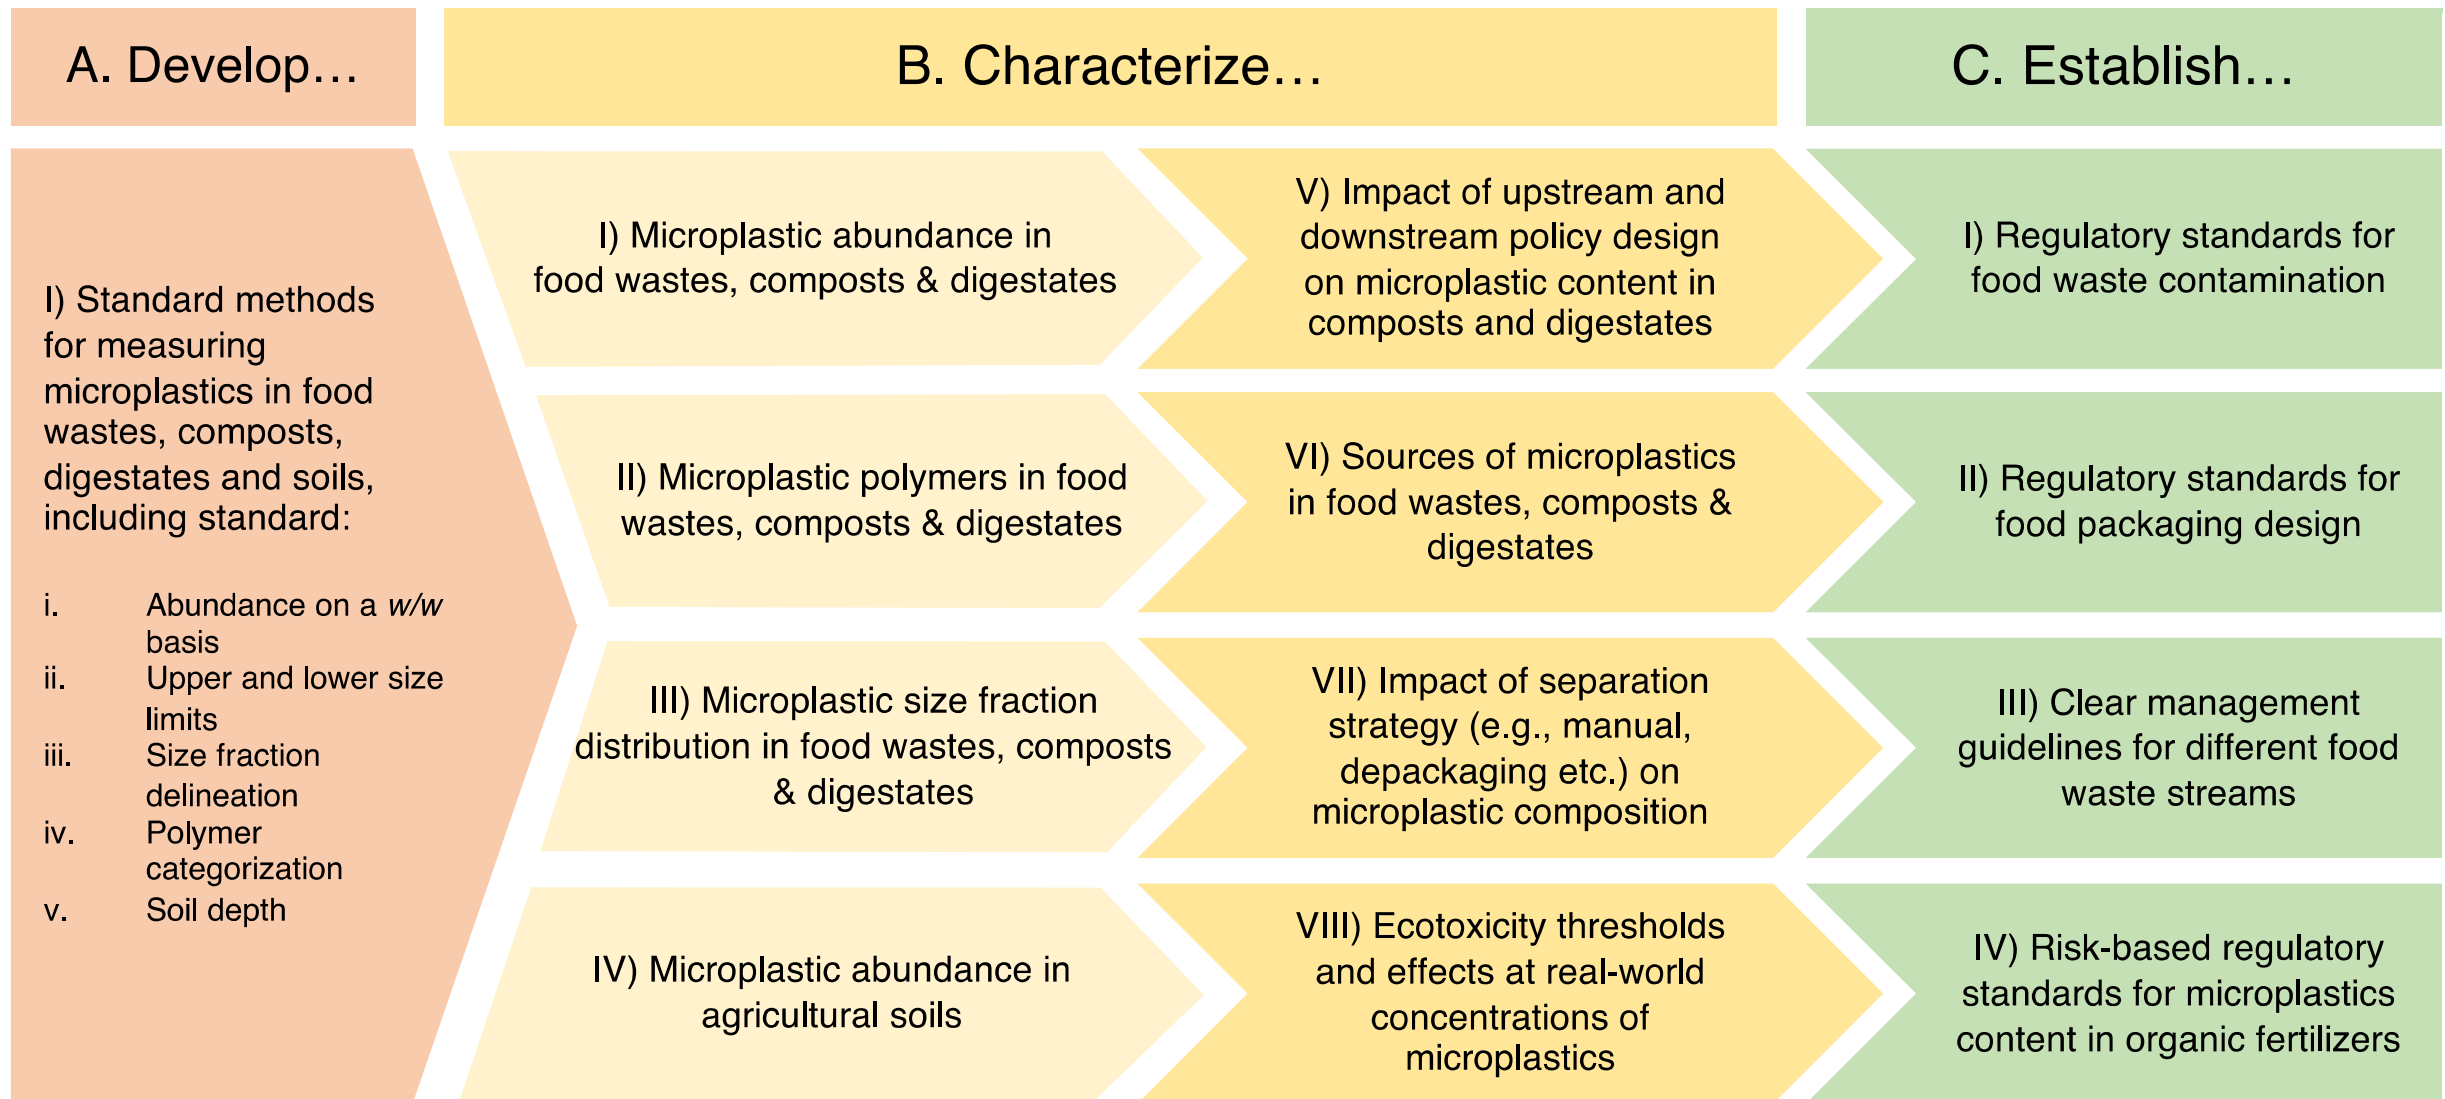 A. Develop…
B. Characterize…
C. Establish…
I) Standard methods
for measuring
microplastics in food
wastes, composts,
digestates and soils,
including standard:
i. Abundance on a w/w
basis
ii. Upper and lower size
limits
iii. Size fraction
delineation
iv. Polymer
categorization
v. Soil depth
I) Microplastic abundance in
food wastes, composts & digestates
II) Microplastic polymers in food
wastes, composts & digestates
III) Microplastic size fraction
distribution in food wastes, composts
& digestates
IV) Microplastic abundance in
agricultural soils
V) Impact of upstream and
downstream policy design
on microplastic content in
composts and digestates
VI) Sources of microplastics
in food wastes, composts &
digestates
VII) Impact of separation
strategy (e.g., manual,
depackaging etc.) on
microplastic composition
VIII) Ecotoxicity thresholds
and effects at real-world
concentrations of
microplastics
I) Regulatory standards for
food waste contamination
II) Regulatory standards for
food packaging design
III) Clear management
guidelines for different food
waste streams
IV) Risk-based regulatory
standards for microplastics
content in organic fertilizers